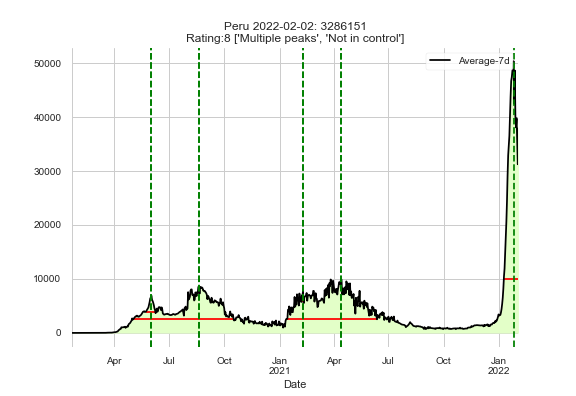 Peru 2022-02-02: 3286151
Rating:8 ['Multiple peaks', 'Not in control']
Average-7d
50000
40000
30000
20000
10000
0
Apr Jul Oct Jan Apr Jul Oct Jan
2021 2022
Date